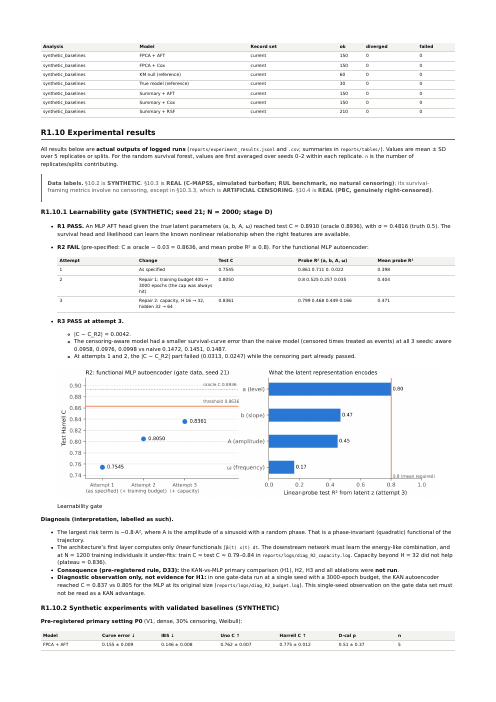 Analysis Model Record set ok diverged failed
synthetic_baselines FPCA + AFT current 150 0 0
synthetic_baselines FPCA + Cox current 150 0 0
synthetic_baselines KM null (reference) current 60 0 0
synthetic_baselines True model (reference) current 30 0 0
synthetic_baselines Summary + AFT current 150 0 0
synthetic_baselines Summary + Cox current 150 0 0
synthetic_baselines Summary + RSF current 210 0 0
R1.10 Experimental results
All results below are actual outputs of logged runs (reports/experiment_results.jsonl and .csv; summaries in reports/tables/). Values are mean ± SD
over 5 replicates or splits. For the random survival forest, values are first averaged over seeds 0–2 within each replicate. n is the number of
replicates/splits contributing.
Data labels. §10.2 is SYNTHETIC. §10.3 is REAL (C-MAPSS, simulated turbofan; RUL benchmark, no natural censoring); its survival-
framing metrics involve no censoring, except in §10.3.3, which is ARTIFICIAL CENSORING. §10.4 is REAL (PBC, genuinely right-censored).
R1.10.1 Learnability gate (SYNTHETIC; seed 21; N = 2000; stage D)
• R1 PASS. An MLP AFT head given the true latent parameters (a, b, A, ω) reached test C = 0.8910 (oracle 0.8936), with σ = 0.4816 (truth 0.5). The
survival head and likelihood can learn the known nonlinear relationship when the right features are available.
• R2 FAIL (pre-specified: C ≥ oracle − 0.03 = 0.8636, and mean probe R² ≥ 0.8). For the functional MLP autoencoder:
Attempt Change Test C Probe R² (a, b, A, ω) Mean probe R²
1 As specified 0.7545 0.861 0.711 0. 0.022 0.398
2 Repair 1: training budget 400 → 0.8050 0.8 0.525 0.257 0.035 0.404
3000 epochs (the cap was always
hit)
3 Repair 2: capacity, H 16 → 32, 0.8361 0.799 0.468 0.449 0.166 0.471
hidden 32 → 64
• R3 PASS at attempt 3.
○ |C − C_R2| = 0.0042.
○ The censoring-aware model had a smaller survival-curve error than the naive model (censored times treated as events) at all 3 seeds: aware
0.0958, 0.0976, 0.0998 vs naive 0.1472, 0.1451, 0.1487.
○ At attempts 1 and 2, the |C − C_R2| part failed (0.0313, 0.0247) while the censoring part already passed.
R2: functional MLP autoencoder (gate data, seed 21)
Test Harrell C
0.90
0.88
0.86
0.84
0.82
0.80
0.78
0.76
0.74
oracle C 0.8936
threshold 0.8636
0.7545
0.8050
0.8361
Attempt 1 Attempt 2 Attempt 3
(as specified) (+ training budget) (+ capacity)
What the latent representation encodes
a (level) 0.80
b (slope) 0.47
A (amplitude) 0.45
ω (frequency) 0.17
0.8 (mean required)
0.0 0.2 0.4 0.6 0.8 1.0
Linear-probe test R² from latent z (attempt 3)
Learnability gate
Diagnosis (interpretation, labelled as such).
• The largest risk term is −0.8·A², where A is the amplitude of a sinusoid with a random phase. That is a phase-invariant (quadratic) functional of the
trajectory.
• The architecture's first layer computes only linear functionals ∫β(t) x(t) dt. The downstream network must learn the energy-like combination, and
at N = 1200 training individuals it under-fits: train C ≈ test C ≈ 0.79–0.84 in reports/logs/diag_R2_capacity.log. Capacity beyond H = 32 did not help
(plateau ≈ 0.836).
• Consequence (pre-registered rule, D33): the KAN-vs-MLP primary comparison (H1), H2, H3 and all ablations were not run.
• Diagnostic observation only, not evidence for H1: in one gate-data run at a single seed with a 3000-epoch budget, the KAN autoencoder
reached C = 0.837 vs 0.805 for the MLP at its original size (reports/logs/diag_R2_budget.log). This single-seed observation on the gate data set must
not be read as a KAN advantage.
R1.10.2 Synthetic experiments with validated baselines (SYNTHETIC)
Pre-registered primary setting P0 (V1, dense, 30% censoring, Weibull):
Model Curve error ↓ IBS ↓ Uno C ↑ Harrell C ↑ D-cal p n
FPCA + AFT 0.155 ± 0.009 0.146 ± 0.008 0.762 ± 0.007 0.775 ± 0.012 0.51 ± 0.37 5